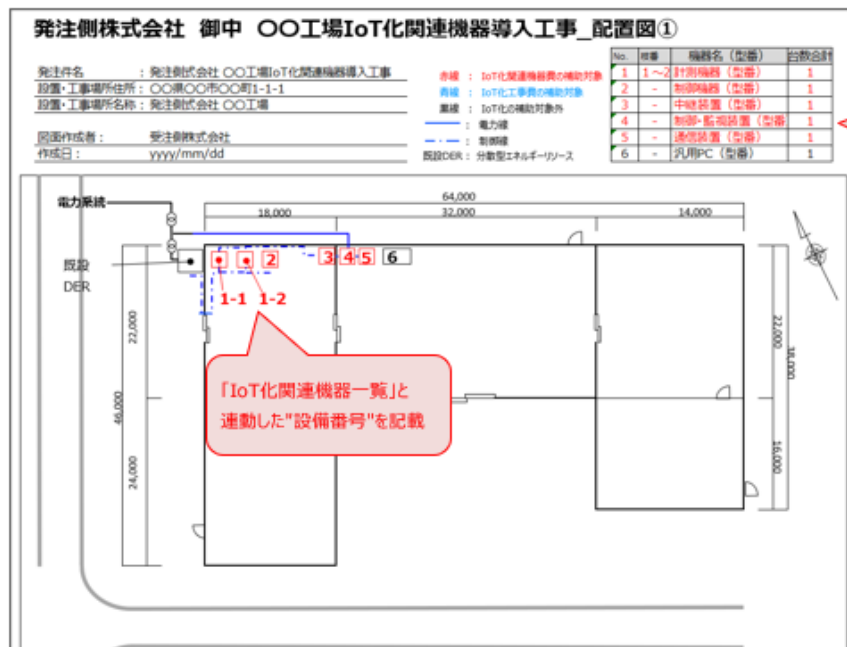 発注側株式会社 御中 〇〇工場IoT化関連機器導入工事_配置図①
発注件名 : 発注側式会社 〇〇工場IoT化関連機器導入工事
設置・工事場所住所 : 〇〇県〇〇市〇〇町1-1-1
設置・工事場所名称 : 発注側式会社 〇〇工場
図面作成者 : 受注側株式会社
作成日 : yyyy/mm/dd
赤線 : IoT化関連機器費の補助対象
青線 : IoT化工事費の補助対象
黒線 : IoT化の補助対象外
: 電力線
: 制御線
既設DER : 分散型エネルギーリソース
No. 枝番 機器名(型番) 台数合計
1 1~2 計測機器(型番) 1
2 - 制御機器(型番) 1
3 - 中継装置(型番) 1
4 - 制御・監視装置(型番 1
5 - 通信装置(型番) 1
6 - 汎用PC(型番) 1
電力系統
64,000
18,000 32,000 14,000
既設
DER
2 3 4 5 6
1-1 1-2
22,000
46,000
24,000
22,000
38,000
16,000
「IoT化関連機器一覧」と
連動した"設備番号"を記載